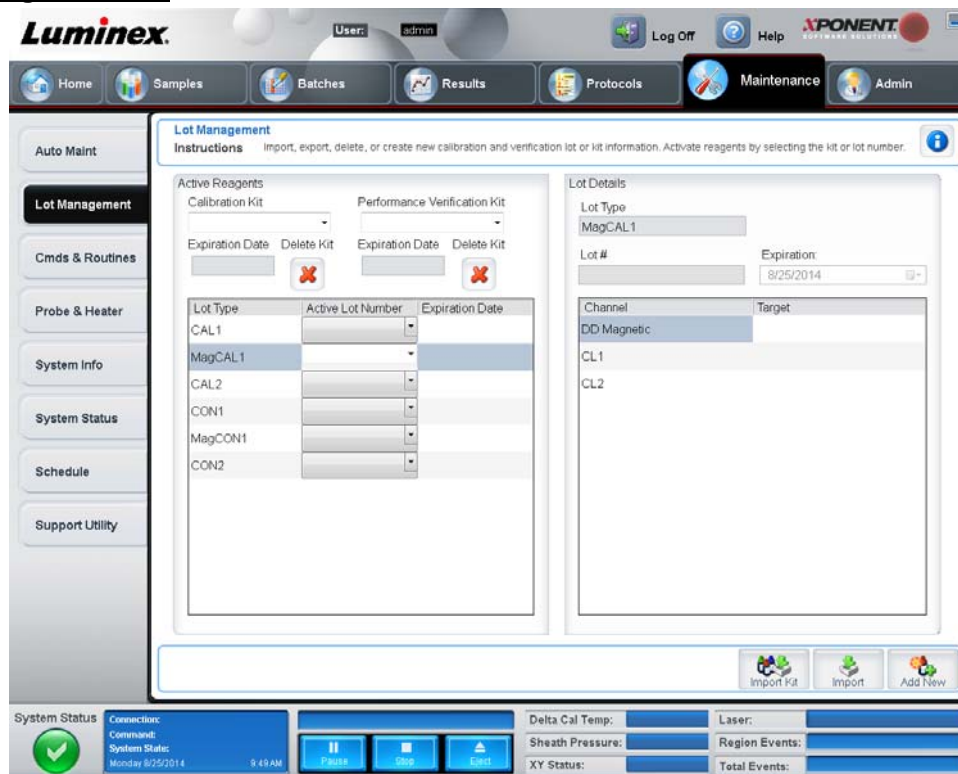 Luminex.
User: admin
Log Off
Help
XPONENT.
SOFTWARE SOLUTIONS
Home
Samples
Batches
Results
Protocols
Maintenance
Admin
Auto Maint
Lot Management
Cmds & Routines
Probe & Heater
System Info
System Status
Schedule
Support Utility
Lot Management
Instructions Import, export, delete, or create new calibration and verification lot or kit information. Activate reagents by selecting the kit or lot number.
Active Reagents
Calibration Kit Performance Verification Kit
Expiration Date Delete Kit Expiration Date Delete Kit
Lot Type Active Lot Number Expiration Date
CAL1
MagCAL1
CAL2
CON1
MagCON1
CON2
Lot Details
Lot Type
MagCAL1
Lot # Expiration:
8/25/2014
Channel Target
DD Magnetic
CL1
CL2
Import Kit
Import
Add New
System Status
Connection:
Command:
System State:
Monday 8/25/2014 9:49 AM
Pause
Stop
Eject
Delta Cal Temp:
Sheath Pressure:
XY Status:
Laser:
Region Events:
Total Events: